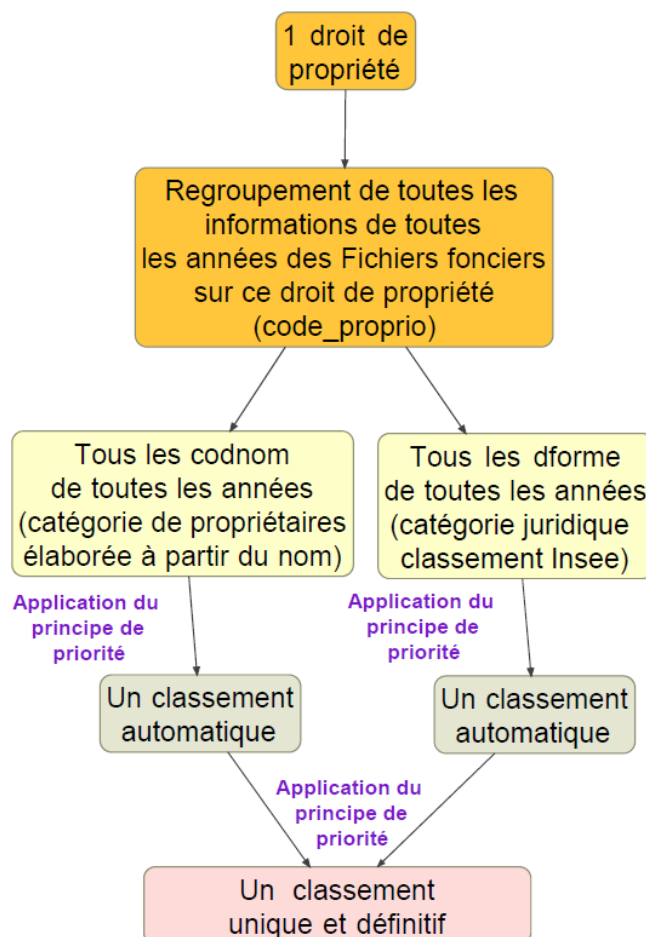 1 droit de
propriété
Regroupement de toutes les
informations de toutes
les années des Fichiers fonciers
sur ce droit de propriété
(code_proprio)
Tous les codnom
de toutes les années
(catégorie de propriétaires
élaborée à partir du nom)
Tous les dforme
de toutes les années
(catégorie juridique
classement Insee)
Application du
principe de
priorité
Application du
principe de
priorité
Un classement
automatique
Un classement
automatique
Application du
principe de
priorité
Un classement
unique et définitif